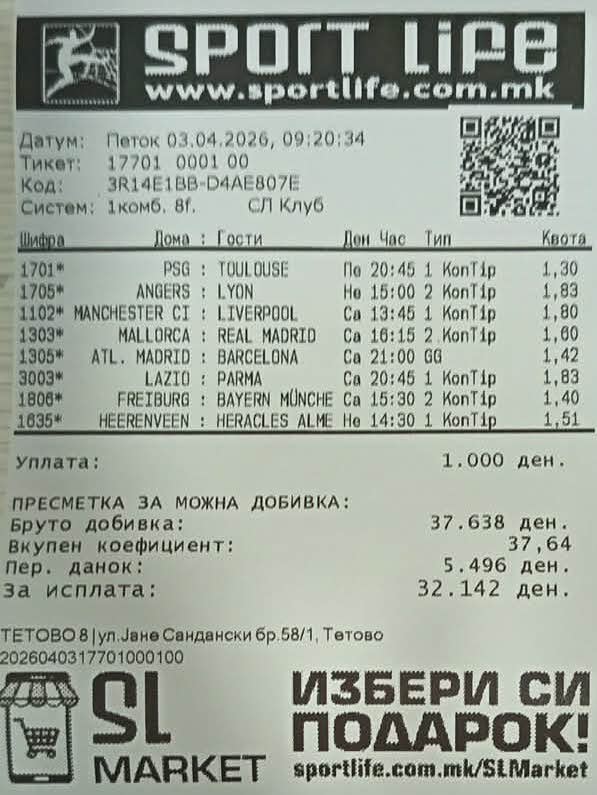 SPORT LIFE
www.sportlife.com.mk
Датум: Петок 03.04.2026, 09:20:34
Тикет: 17701 0001 00
Код: 3R14E1BB-D4AE807E
Систем: 1комб. 8f. СЛ Клуб
Шифра Дома : Гости Ден Час Тип Квота
1701* PSG : TOULOUSE Пе 20:45 1 KonTip 1,30
1705* ANGERS : LYON Не 15:00 2 KonTip 1,83
1102* MANCHESTER CI : LIVERPOOL Са 13:45 1 KonTip 1,80
1303* MALLORCA : REAL MADRID Са 16:15 2 KonTip 1,60
1305* ATL. MADRID : BARCELONA Са 21:00 GG 1,42
3003* LAZIO : PARMA Са 20:45 1 KonTip 1,83
1806* FREIBURG : BAYERN MÜNCHE Са 15:30 2 KonTip 1,40
1635* HEERENVEEN : HERACLES ALME Не 14:30 1 KonTip 1,51
Уплата: 1.000 ден.
ПРЕСМЕТКА ЗА МОЖНА ДОБИВКА:
Бруто добивка: 37.638 ден.
Вкупен коефициент: 37,64
Пер. данок: 5.496 ден.
За исплата: 32.142 ден.
ТЕТОВО 8|ул.Јане Сандански бр.58/1, Тетово
2026040317701000100
SL
MARKET
ИЗБЕРИ СИ
ПОДАРОК!
sportlife.com.mk/SLMarket